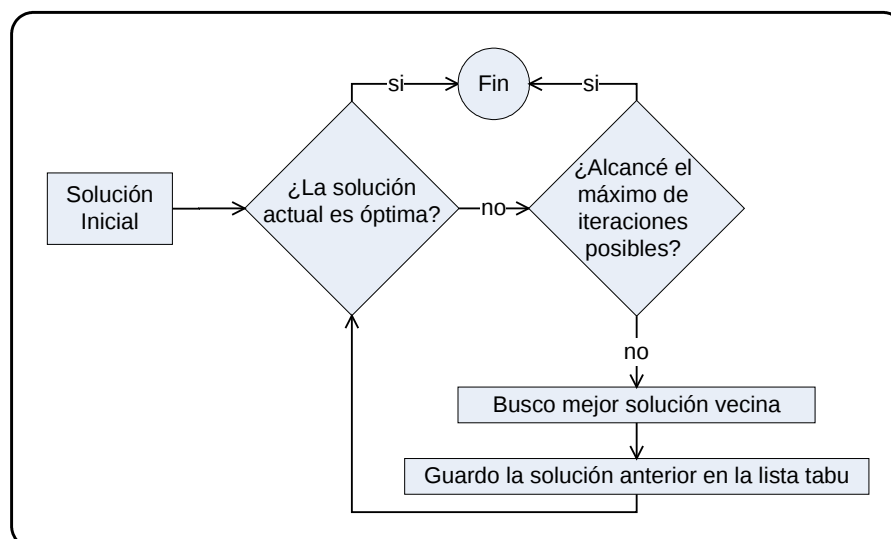 si
Fin
si
Solución
Inicial
¿La solución
actual es óptima?
no
¿Alcancé el
máximo de
iteraciones
posibles?
no
Busco mejor solución vecina
Guardo la solución anterior en la lista tabu